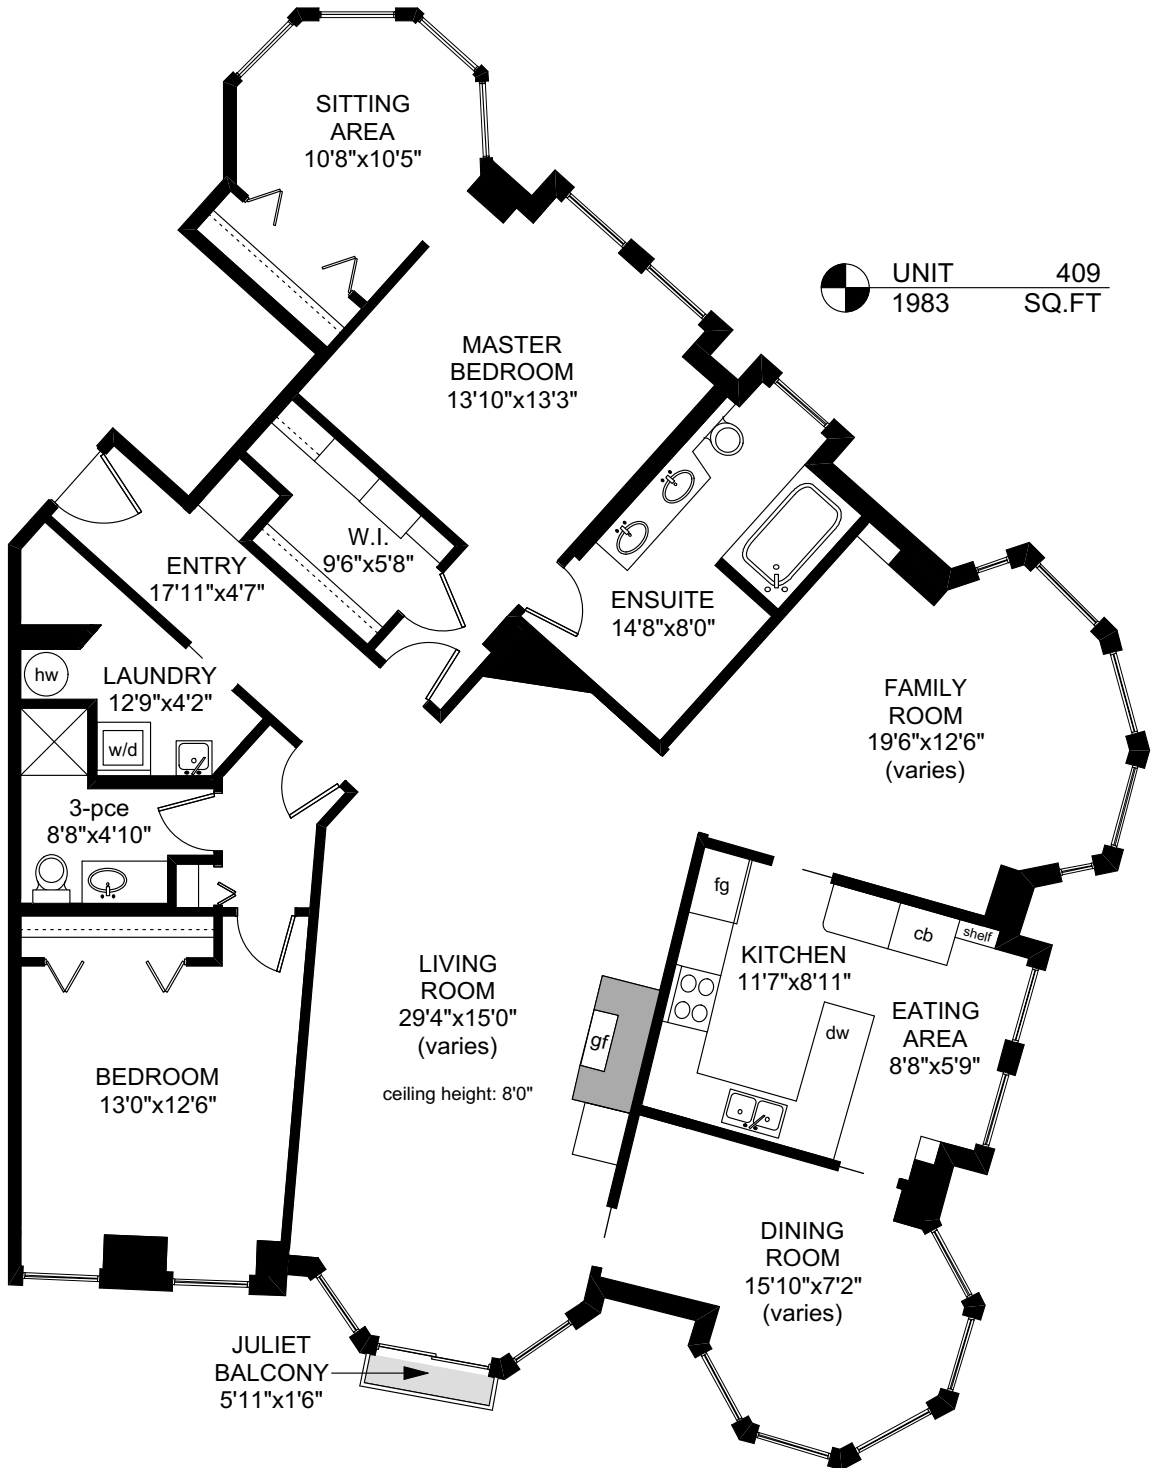 SITTING
AREA
10'8"x10'5"
UNIT 409
1983 SQ.FT
MASTER
BEDROOM
13'10"x13'3"
W.I.
9'6"x5'8"
ENTRY
17'11"x4'7"
ENSUITE
14'8"x8'0"
hw
LAUNDRY
12'9"x4'2"
w/d
FAMILY
ROOM
19'6"x12'6"
(varies)
3-pce
8'8"x4'10"
fg
cb
shelf
KITCHEN
11'7"x8'11"
LIVING
ROOM
29'4"x15'0"
(varies)
ceiling height: 8'0"
gf
dw
EATING
AREA
8'8"x5'9"
BEDROOM
13'0"x12'6"
DINING
ROOM
15'10"x7'2"
(varies)
JULIET
BALCONY
5'11"x1'6"